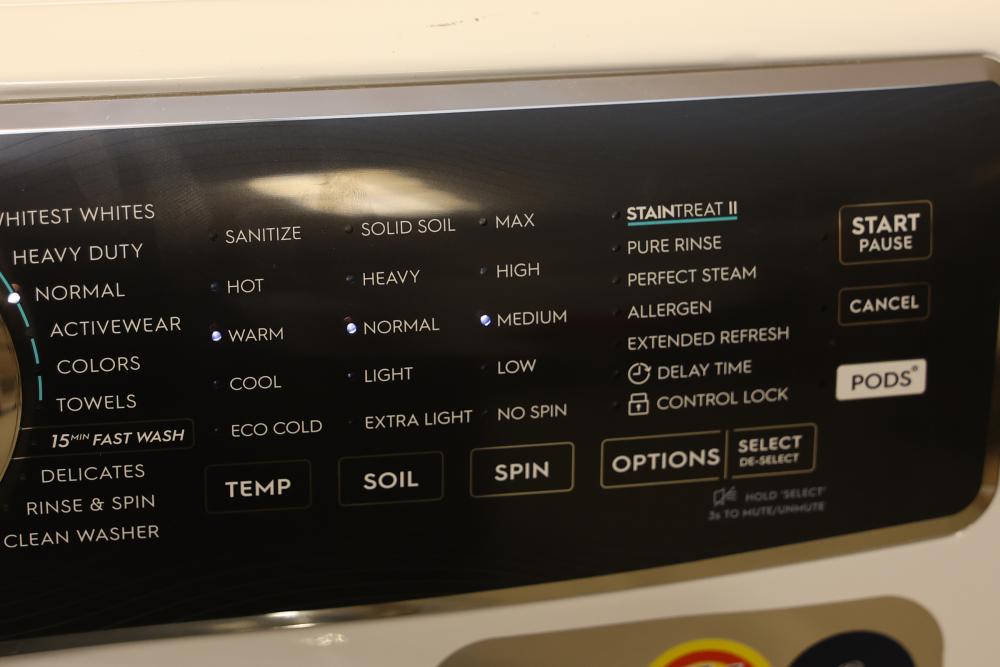 WHITEST WHITES
HEAVY DUTY
NORMAL
ACTIVEWEAR
COLORS
TOWELS
15MIN FAST WASH
DELICATES
RINSE & SPIN
CLEAN WASHER
SANITIZE
HOT
WARM
COOL
ECO COLD
TEMP
SOLID SOIL
HEAVY
NORMAL
LIGHT
EXTRA LIGHT
SOIL
MAX
HIGH
MEDIUM
LOW
NO SPIN
SPIN
STAINTREAT II
PURE RINSE
PERFECT STEAM
ALLERGEN
EXTENDED REFRESH
DELAY TIME
CONTROL LOCK
OPTIONS
SELECT
DE-SELECT
HOLD 'SELECT'
3s TO MUTE/UNMUTE
START
PAUSE
CANCEL
PODS®